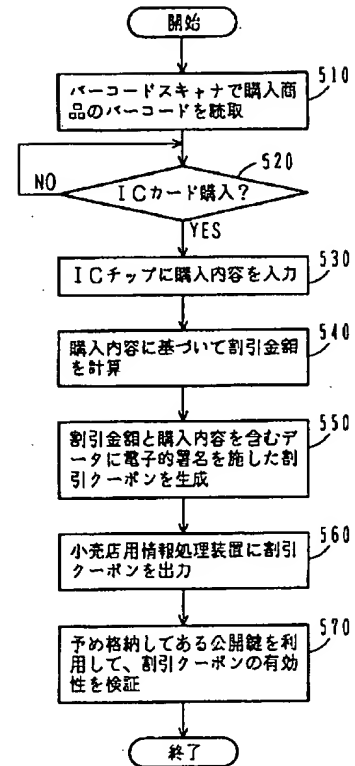 開始
バーコードスキャナで購入商
品のバーコードを読取
510
ICカード購入?
520
NO
YES
ICチップに購入内容を入力
530
購入内容に基づいて割引金額
を計算
540
割引金額と購入内容を含むデ
ータに電子的署名を施した割
引クーポンを生成
550
小売店用情報処理装置に割引
クーポンを出力
560
予め格納してある公開鍵を利
用して、割引クーポンの有効
性を検証
570
終了